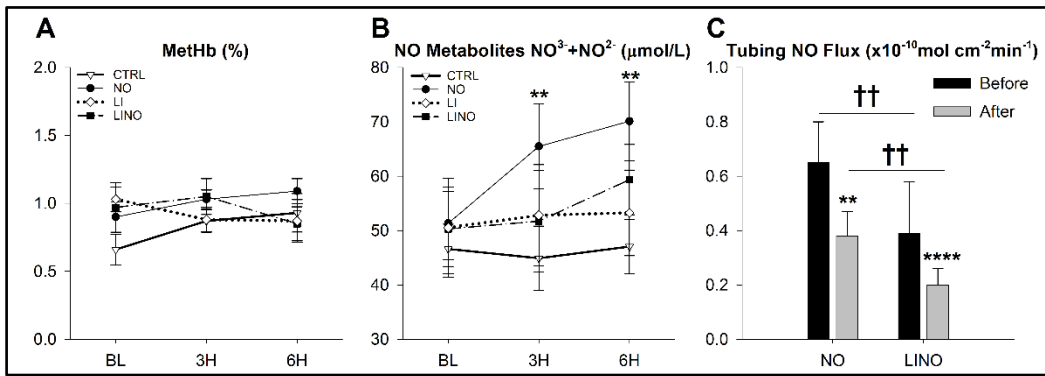 A
MetHb (%)
2.0
1.5
1.0
0.5
0.0
CTRL
NO
LI
LINO
BL 3H 6H
B
NO Metabolites NO³⁻+NO²⁻ (μmol/L)
80
70
60
50
40
30
CTRL
NO
LI
LINO
**
**
BL 3H 6H
C
Tubing NO Flux (x10⁻¹⁰mol cm⁻²min⁻¹)
1.0
0.8
0.6
0.4
0.2
0.0
Before
After
††
††
**
****
NO LINO